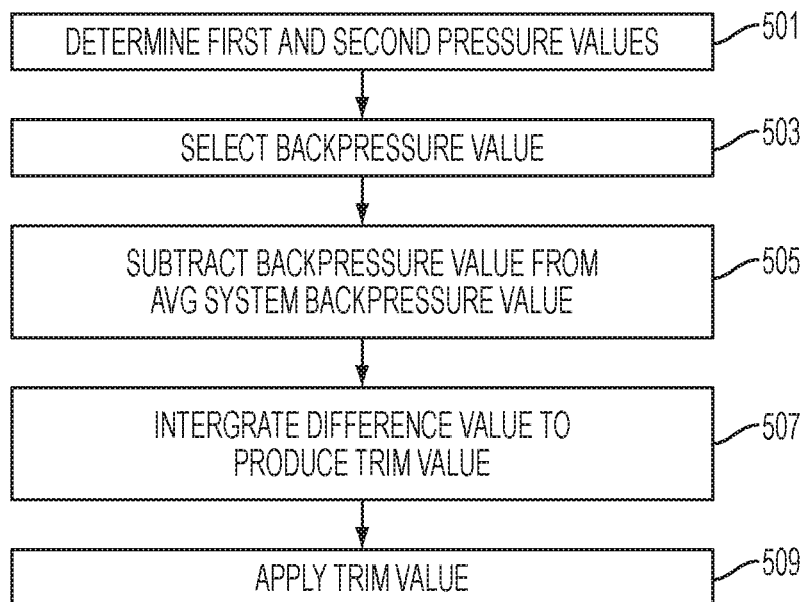 DETERMINE FIRST AND SECOND PRESSURE VALUES
501
SELECT BACKPRESSURE VALUE
503
SUBTRACT BACKPRESSURE VALUE FROM
AVG SYSTEM BACKPRESSURE VALUE
505
INTERGRATE DIFFERENCE VALUE TO
PRODUCE TRIM VALUE
507
APPLY TRIM VALUE
509